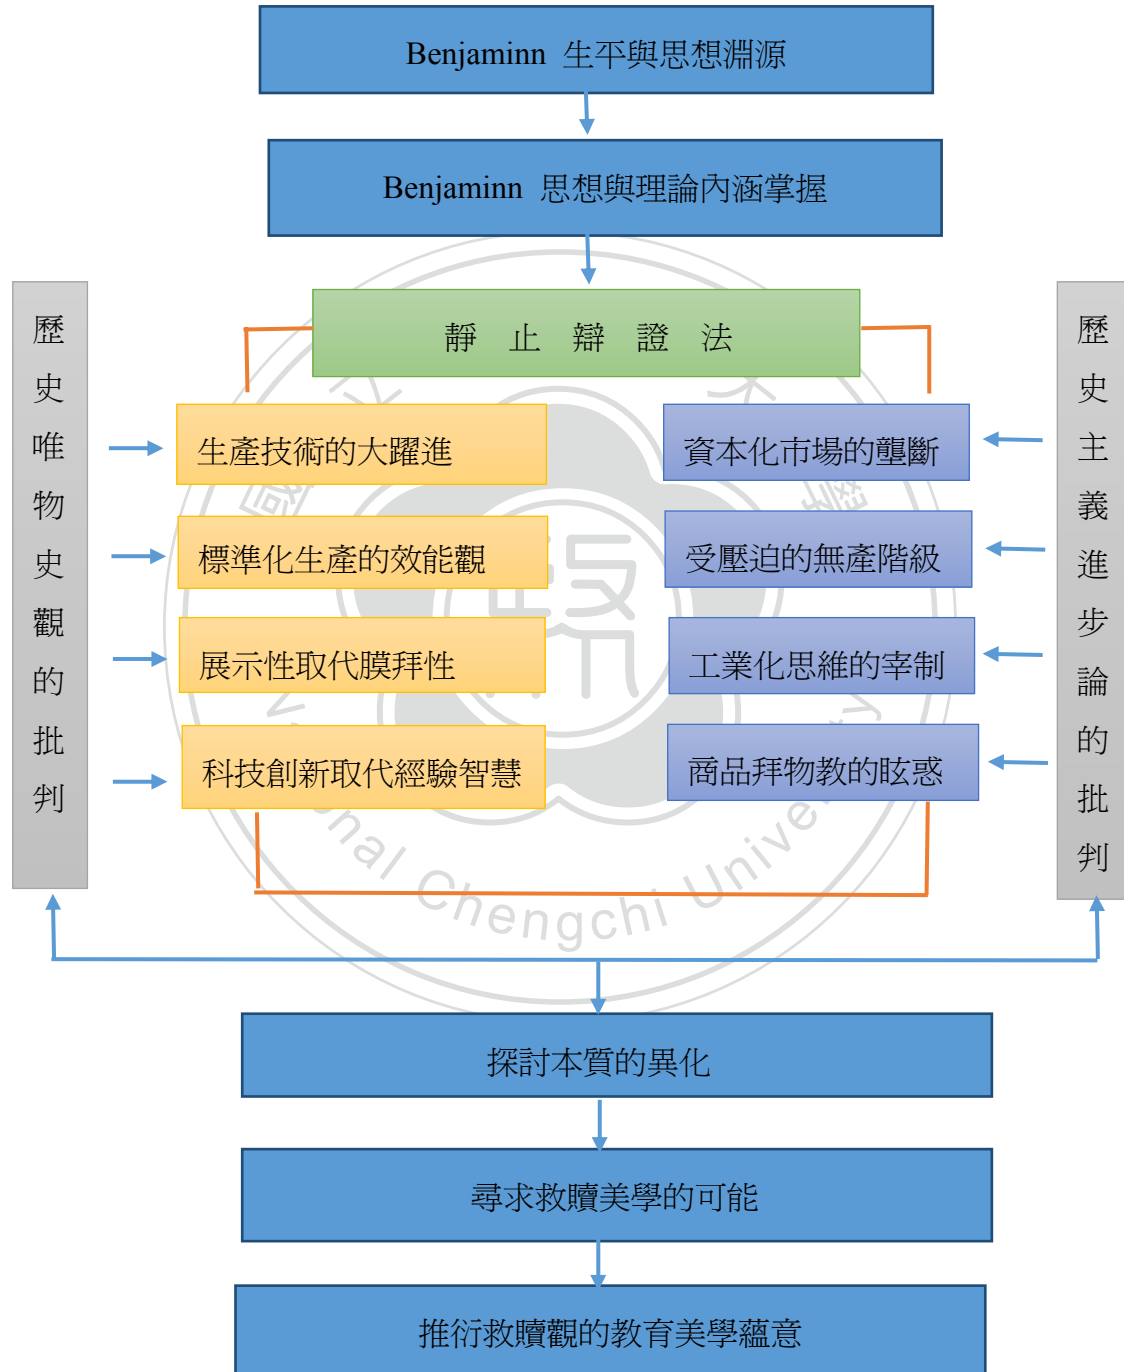 Benjaminn 生平與思想淵源
Benjaminn 思想與理論內涵掌握
靜止辯證法
歷史唯物史觀的批判
生產技術的大躍進
標準化生產的效能觀
展示性取代膜拜性
科技創新取代經驗智慧
資本化市場的壟斷
受壓迫的無產階級
工業化思維的宰制
商品拜物教的眩惑
歷史主義進步論的批判
探討本質的異化
尋求救贖美學的可能
推衍救贖觀的教育美學蘊意
Chengchi University